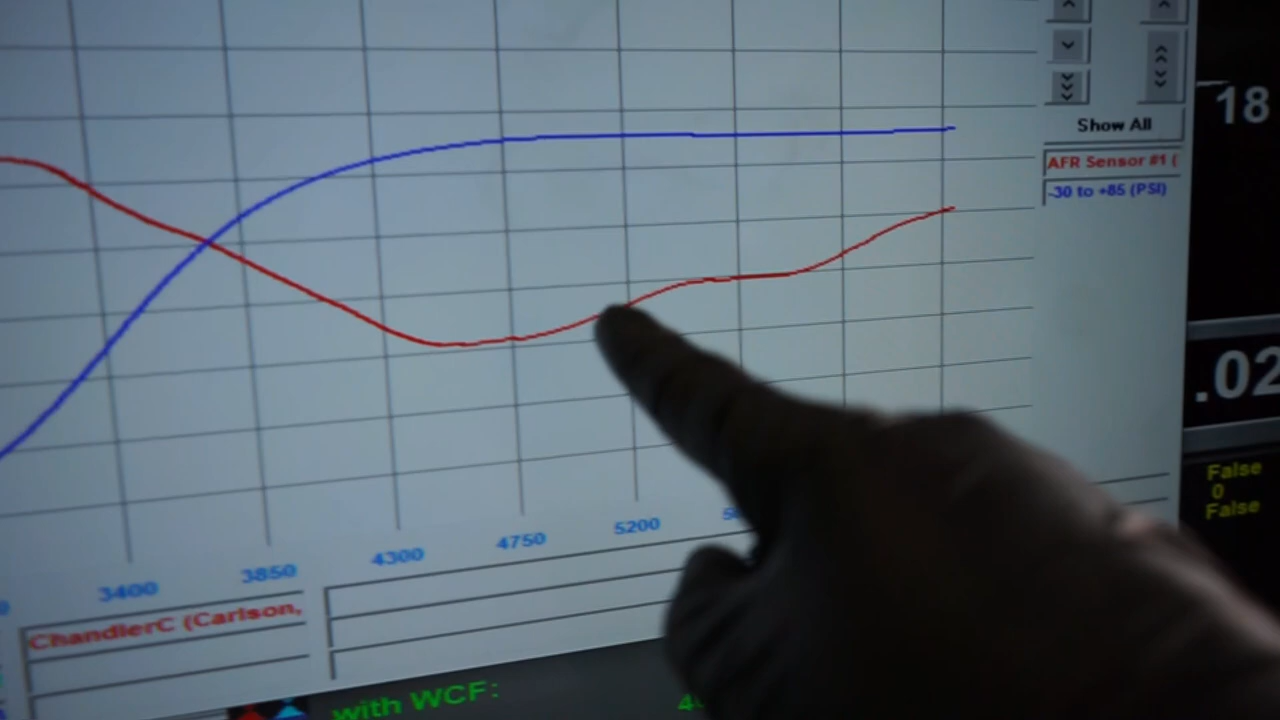 18
Show All
AFR Sensor #1 (
-30 to +85 (PSI)
.02
False
0
False
3400 3850 4300 4750 5200
ChandlerC (Carlson,
with WCF: